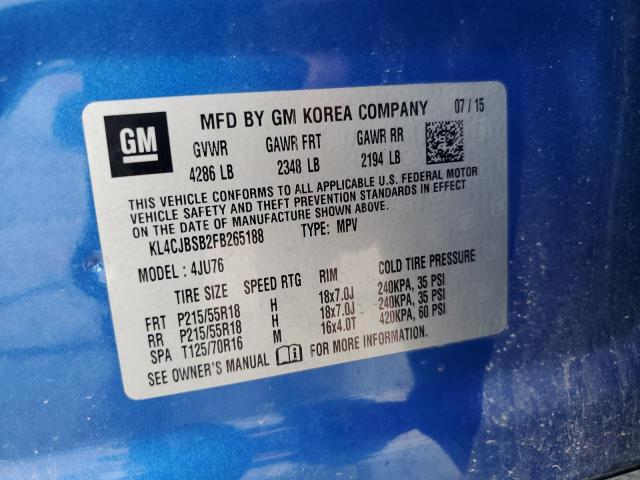 GM
MFD BY GM KOREA COMPANY 07 / 15
GVWR GAWR FRT GAWR RR
4286 LB 2348 LB 2194 LB
THIS VEHICLE CONFORMS TO ALL APPLICABLE U.S. FEDERAL MOTOR
VEHICLE SAFETY AND THEFT PREVENTION STANDARDS IN EFFECT
ON THE DATE OF MANUFACTURE SHOWN ABOVE.
KL4CJBSB2FB265188 TYPE: MPV
MODEL : 4JU76
TIRE SIZE SPEED RTG RIM COLD TIRE PRESSURE
FRT P215/55R18 H 18x7.0J 240KPA, 35 PSI
RR P215/55R18 H 18x7.0J 240KPA, 35 PSI
SPA T125/70R16 M 16x4.0T 420KPA, 60 PSI
SEE OWNER'S MANUAL FOR MORE INFORMATION.